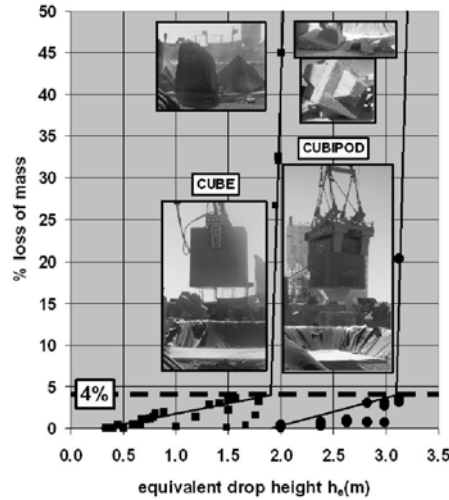 50
45
40
35
30
25
20
15
10
5
0
% loss of mass
CUBE
CUBIPOD
4%
0.0 0.5 1.0 1.5 2.0 2.5 3.0 3.5
equivalent drop height hₑ(m)